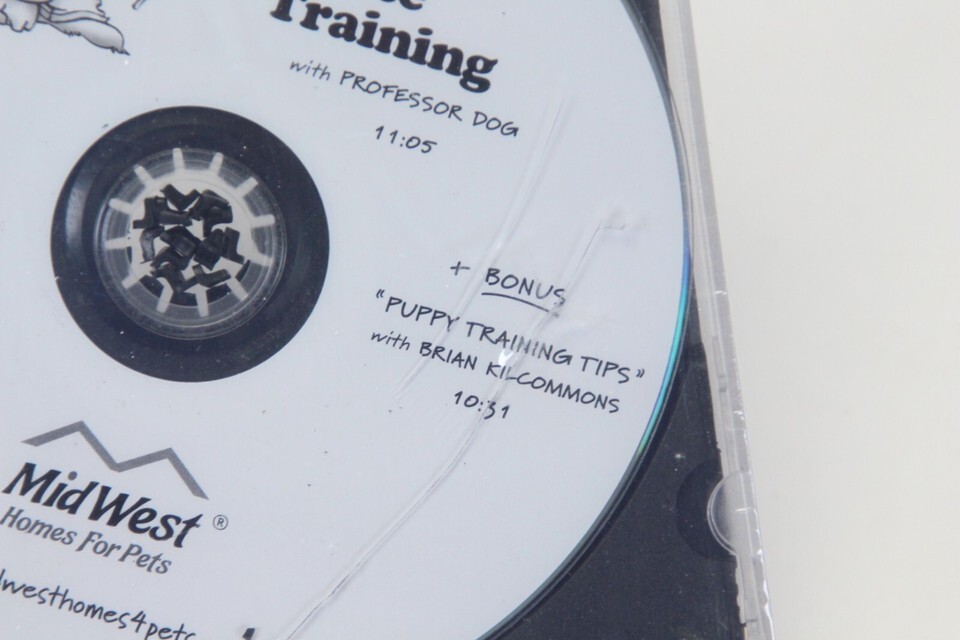 Training
with PROFESSOR DOG
11:05
+ BONUS
"PUPPY TRAINING TIPS"
with BRIAN KILCOMMONS
10:31
MidWest®
Homes For Pets
dwesthomes4pets